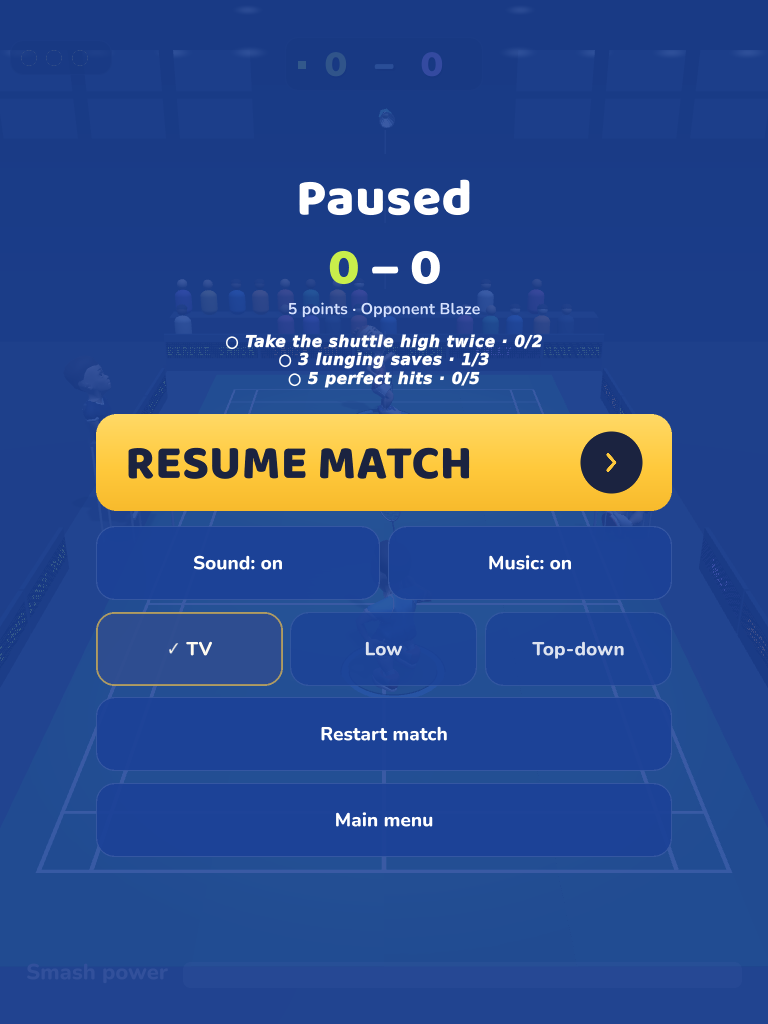 0 – 0
Paused
0 – 0
5 points · Opponent Blaze
○ Take the shuttle high twice · 0/2
○ 3 lunging saves · 1/3
○ 5 perfect hits · 0/5
RESUME MATCH
Sound: on
Music: on
✓ TV
Low
Top-down
Restart match
Main menu
Smash power